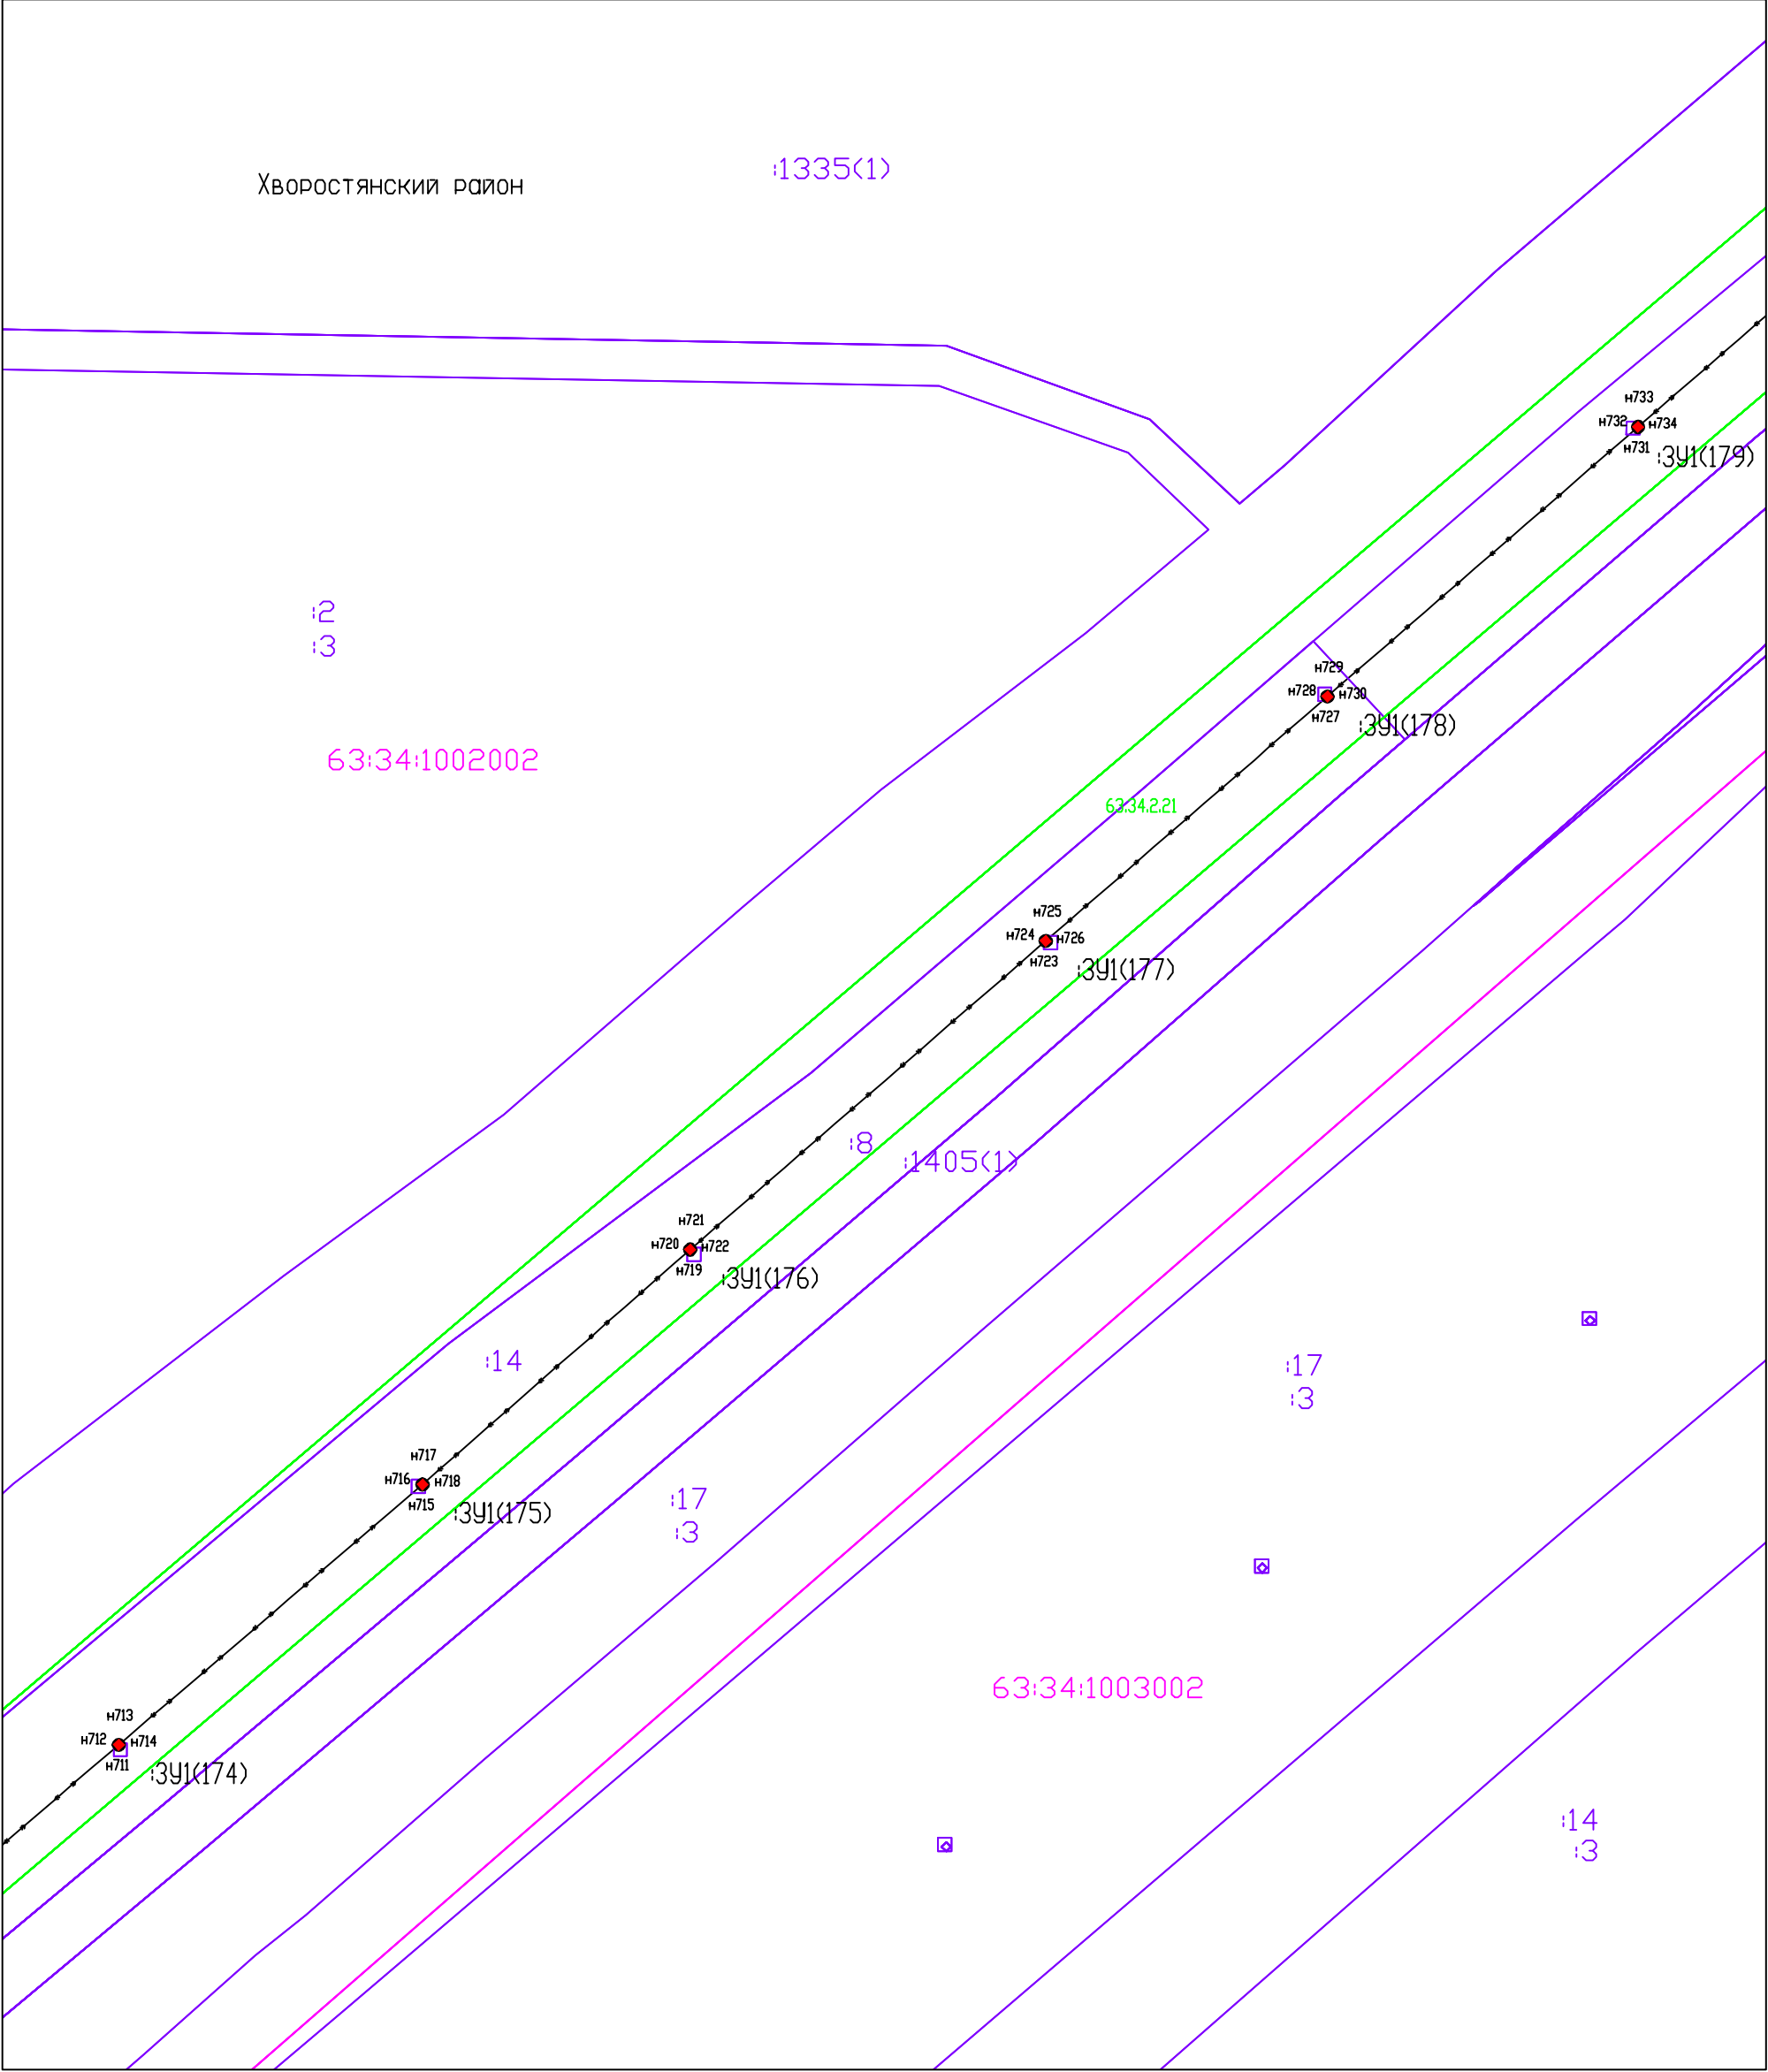 :1335(1)
Хворостянский район
н733
н732
н734
н731
:ЗУ1(179)
:2
:3
н729
н728
н730
н727
:ЗУ1(178)
63:34:1002002
63.34.2.21
н725
н724
н726
н723
:ЗУ1(177)
:8
:1405(1)
н721
н720
н722
н719
:ЗУ1(176)
:14
:17
:3
н717
н716
н718
н715
:ЗУ1(175)
:17
:3
63:34:1003002
н713
н712
н714
н711
:ЗУ1(174)
:14
:3